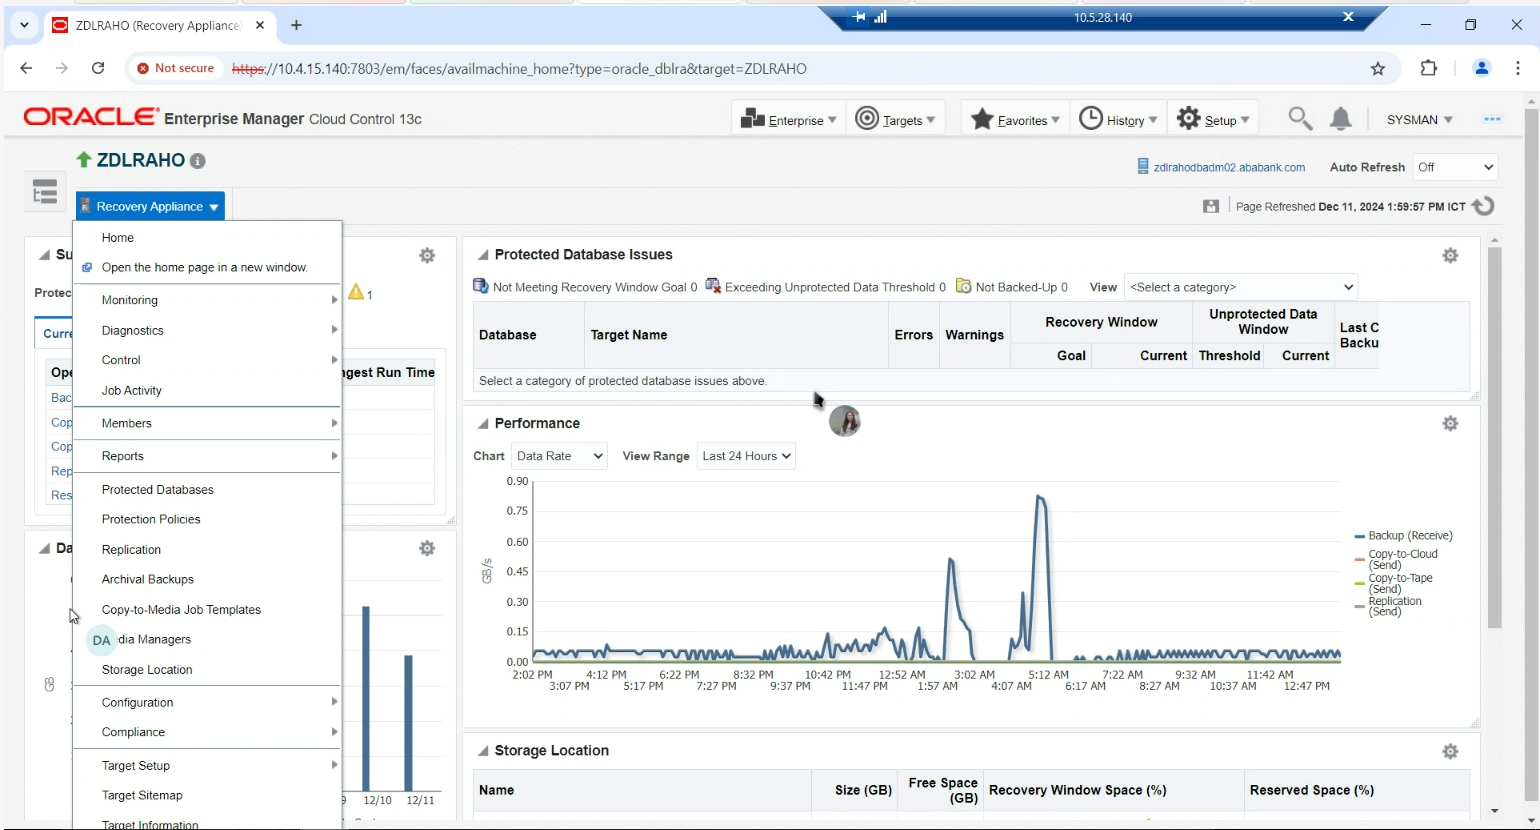 ZDLRAHO (Recovery Appliance)
10.5.28.140
Not secure
https://10.4.15.140:7803/em/faces/availmachine_home?type=oracle_dblra&target=ZDLRAHO
ORACLE Enterprise Manager Cloud Control 13c
Enterprise
Targets
Favorites
History
Setup
SYSMAN
ZDLRAHO
zdlrahodbadm02.ababank.com
Auto Refresh Off
Recovery Appliance
Page Refreshed Dec 11, 2024 1:59:57 PM ICT
Home
Open the home page in a new window.
Monitoring
Diagnostics
Control
Job Activity
Members
Reports
Protected Databases
Protection Policies
Replication
Archival Backups
Copy-to-Media Job Templates
DA
dia Managers
Storage Location
Configuration
Compliance
Target Setup
Target Sitemap
Target Information
Su
Protec
1
Curre
Ope
ngest Run Time
Bac
Cop
Cop
Rep
Res
Da
GB
9 12/10 12/11
Protected Database Issues
Not Meeting Recovery Window Goal 0 Exceeding Unprotected Data Threshold 0 Not Backed-Up 0 View <Select a category>
Database
Target Name
Errors
Warnings
Recovery Window
Goal
Current
Unprotected Data Window
Threshold
Current
Last C
Backu
Select a category of protected database issues above.
Performance
Chart Data Rate View Range Last 24 Hours
0.90
0.75
0.60
0.45
0.30
0.15
0.00
GB/s
2:02 PM 4:12 PM 6:22 PM 8:32 PM 10:42 PM 12:52 AM 3:02 AM 5:12 AM 7:22 AM 9:32 AM 11:42 AM
3:07 PM 5:17 PM 7:27 PM 9:37 PM 11:47 PM 1:57 AM 4:07 AM 6:17 AM 8:27 AM 10:37 AM 12:47 PM
Backup (Receive)
Copy-to-Cloud
(Send)
Copy-to-Tape
(Send)
Replication
(Send)
Storage Location
Name
Size (GB)
Free Space
(GB)
Recovery Window Space (%)
Reserved Space (%)